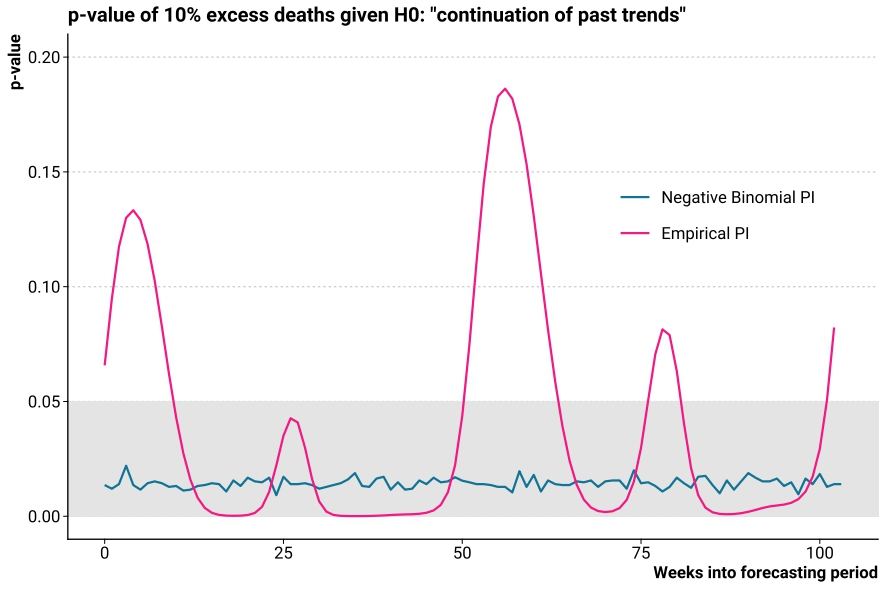 p-value of 10% excess deaths given H0: "continuation of past trends"
p-value
0.20
0.15
0.10
0.05
0.00
Negative Binomial PI
Empirical PI
0 25 50 75 100
Weeks into forecasting period